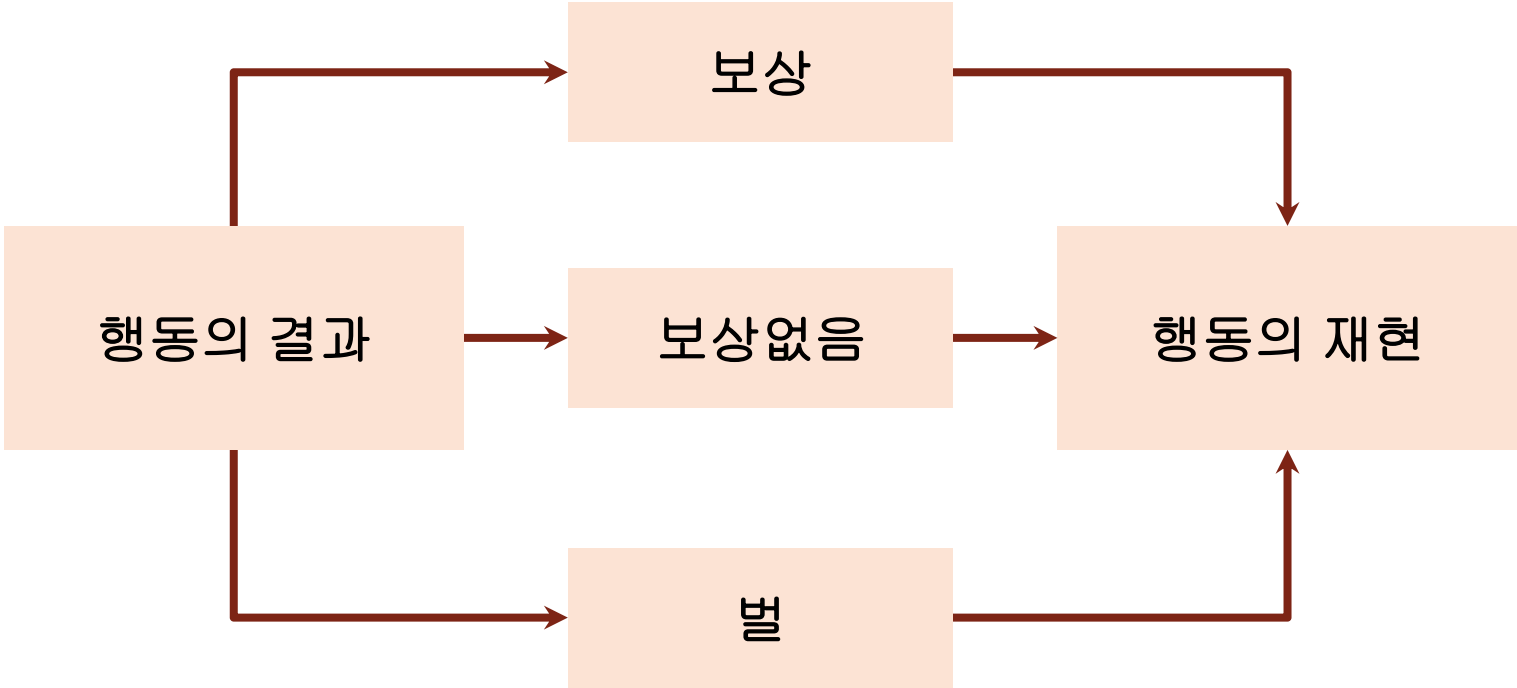 보상
행동의 결과
보상없음
행동의 재현
벌